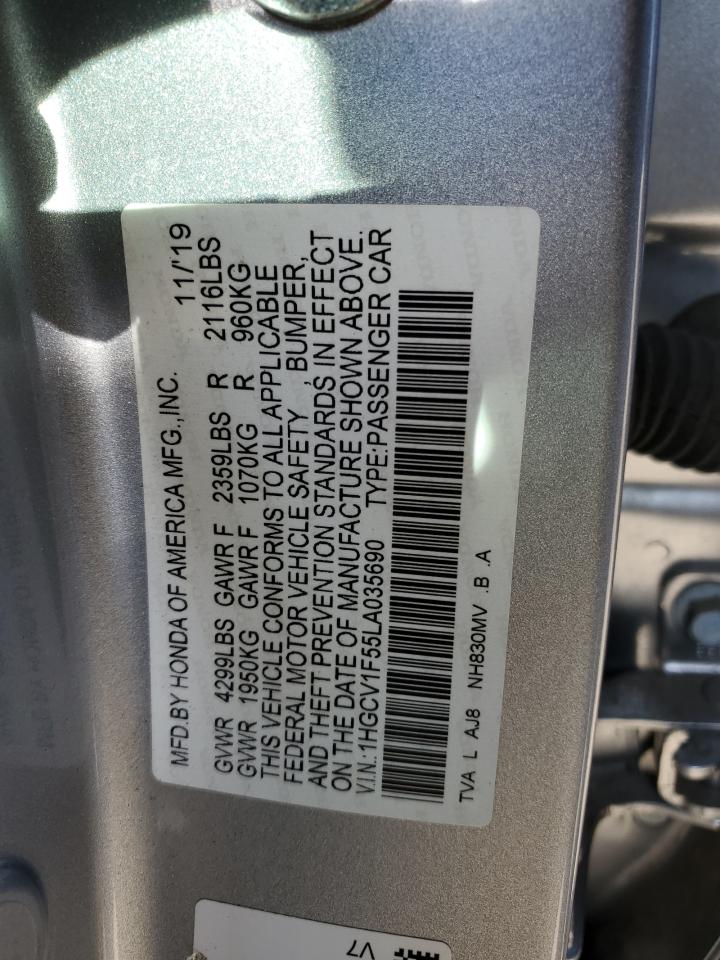 MFD.BY HONDA OF AMERICA MFG.,INC. 11/'19
GVWR 4299LBS GAWR F 2359LBS R 2116LBS
GVWR 1950KG GAWR F 1070KG R 960KG
THIS VEHICLE CONFORMS TO ALL APPLICABLE
FEDERAL MOTOR VEHICLE SAFETY , BUMPER,
AND THEFT PREVENTION STANDARDS IN EFFECT
ON THE DATE OF MANUFACTURE SHOWN ABOVE.
V.I.N.:1HGCV1F55LA035690 TYPE:PASSENGER CAR
TVA L AJ8 NH830MV .B .A
V7